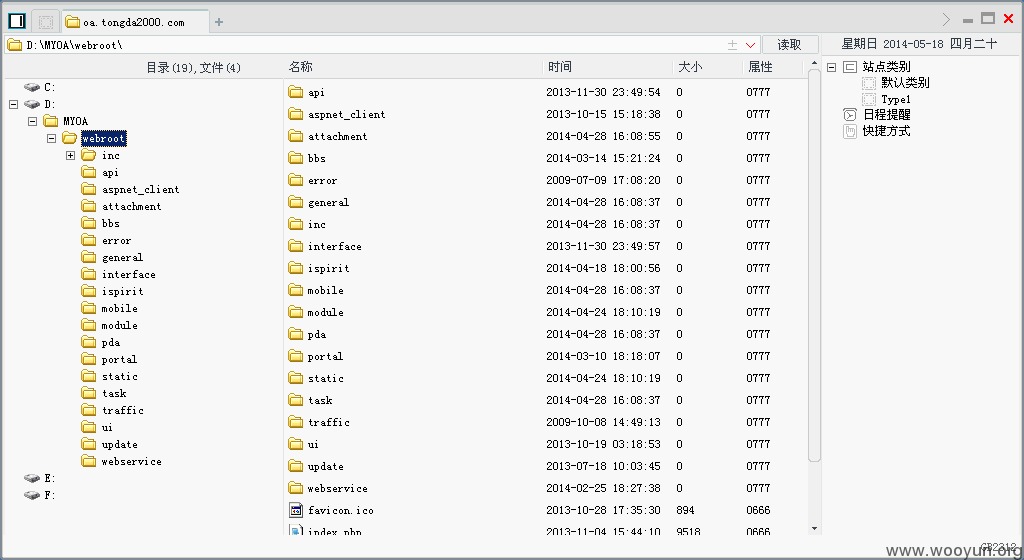 oa.tongda2000.com
D:\MYOA\webroot\ 读取 星期日 2014-05-18 四月二十
目录(19),文件(4) 名称 时间 大小 属性
C:
D:
MYOA
webroot
inc
api
aspnet_client
attachment
bbs
error
general
interface
ispirit
mobile
module
pda
portal
static
task
traffic
ui
update
webservice
E:
F:
api 2013-11-30 23:49:54 0 0777
aspnet_client 2013-10-15 15:18:38 0 0777
attachment 2014-04-28 16:08:55 0 0777
bbs 2014-03-14 15:21:24 0 0777
error 2009-07-09 17:08:20 0 0777
general 2014-04-28 16:08:37 0 0777
inc 2014-04-28 16:08:37 0 0777
interface 2013-11-30 23:49:57 0 0777
ispirit 2014-04-18 18:00:56 0 0777
mobile 2014-04-28 16:08:37 0 0777
module 2014-04-24 18:10:19 0 0777
pda 2014-04-28 16:08:37 0 0777
portal 2014-03-10 18:18:07 0 0777
static 2014-04-24 18:10:19 0 0777
task 2014-04-28 16:08:37 0 0777
traffic 2009-10-08 14:49:13 0 0777
ui 2013-10-19 03:18:53 0 0777
update 2013-07-18 10:03:45 0 0777
webservice 2014-02-25 18:27:38 0 0777
favicon.ico 2013-10-28 17:35:30 894 0666
index.php 2013-11-04 15:44:10 9518 0666
站点类别
默认类别
Type1
日程提醒
快捷方式
GB2312
www.wooyun.org